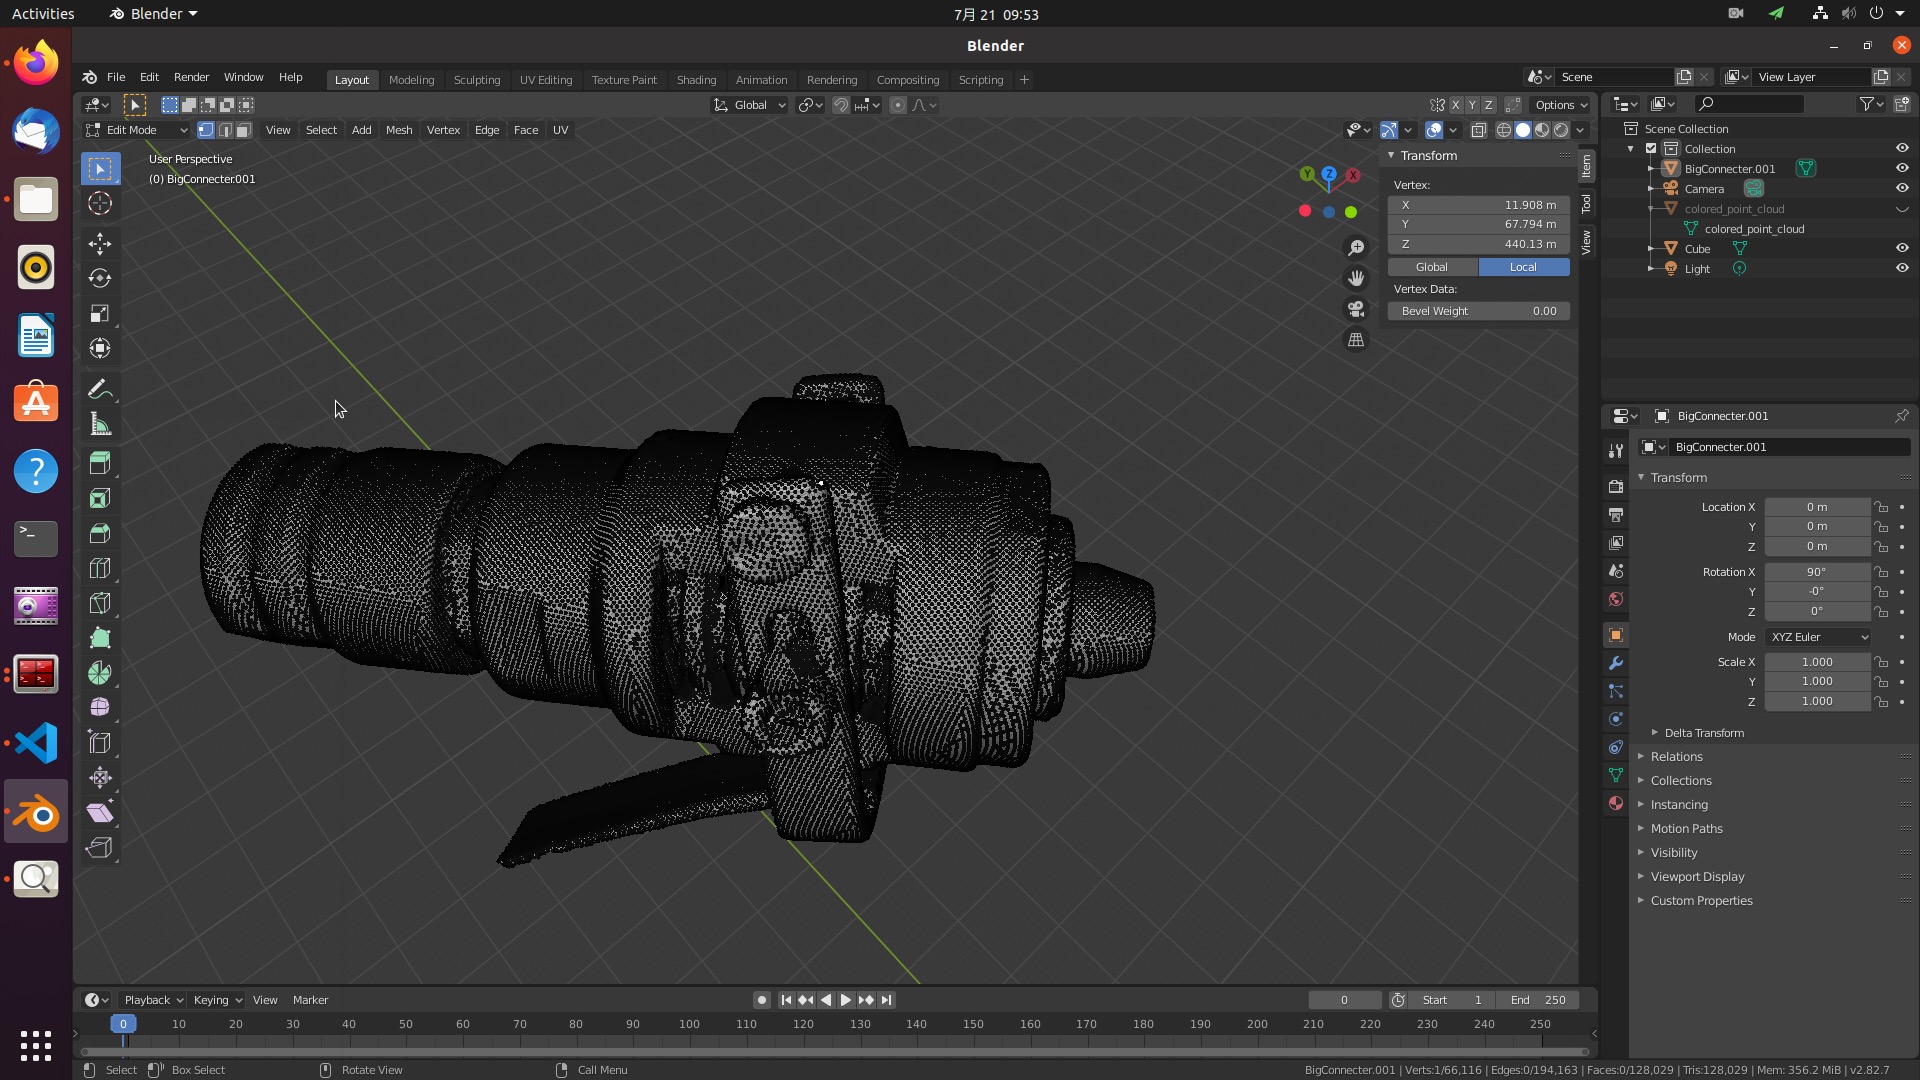 Activities
Blender
7月 21 09:53
Blender
File Edit Render Window Help
Layout Modeling Sculpting UV Editing Texture Paint Shading Animation Rendering Compositing Scripting +
Scene
View Layer
Global
X Y Z
Options
Edit Mode
View Select Add Mesh Vertex Edge Face UV
User Perspective
(0) BigConnecter.001
Y Z X
Transform
Vertex:
X 11.908 m
Y 67.794 m
Z 440.13 m
Global Local
Vertex Data:
Bevel Weight 0.00
Item
Tool
View
Scene Collection
Collection
BigConnecter.001
Camera
colored_point_cloud
colored_point_cloud
Cube
Light
BigConnecter.001
BigConnecter.001
Transform
Location X 0 m
Y 0 m
Z 0 m
Rotation X 90°
Y -0°
Z 0°
Mode XYZ Euler
Scale X 1.000
Y 1.000
Z 1.000
Delta Transform
Relations
Collections
Instancing
Motion Paths
Visibility
Viewport Display
Custom Properties
Playback Keying View Marker
0
Start 1
End 250
0 10 20 30 40 50 60 70 80 90 100 110 120 130 140 150 160 170 180 190 200 210 220 230 240 250
Select Box Select Rotate View Call Menu
BigConnecter.001 | Verts:1/66,116 | Edges:0/194,163 | Faces:0/128,029 | Tris:128,029 | Mem: 356.2 MiB | v2.82.7